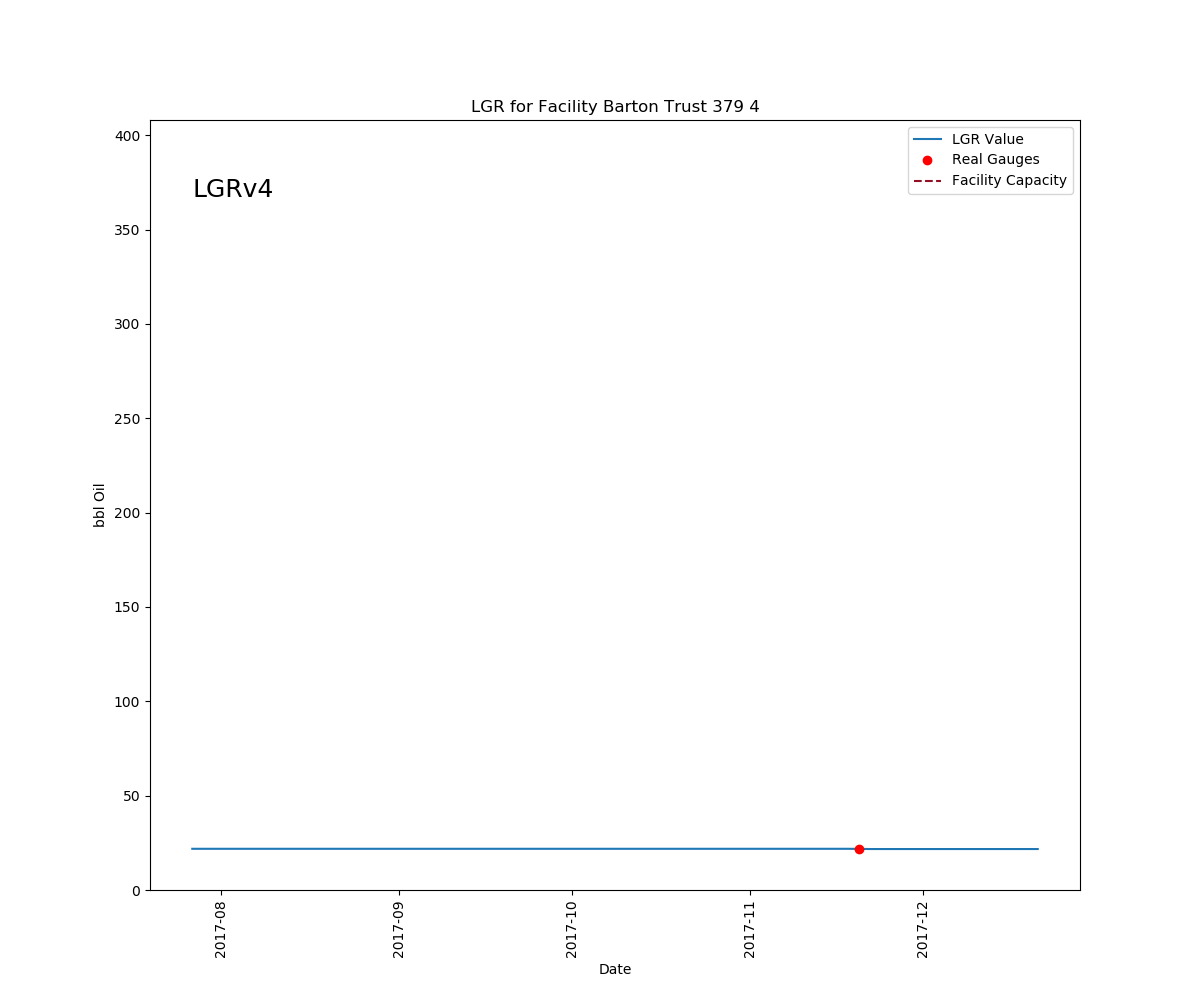 LGR for Facility Barton Trust 379 4
LGR Value
Real Gauges
Facility Capacity
LGRv4
400
350
300
250
200
150
100
50
0
bbl Oil
2017-08
2017-09
2017-10
2017-11
2017-12
Date